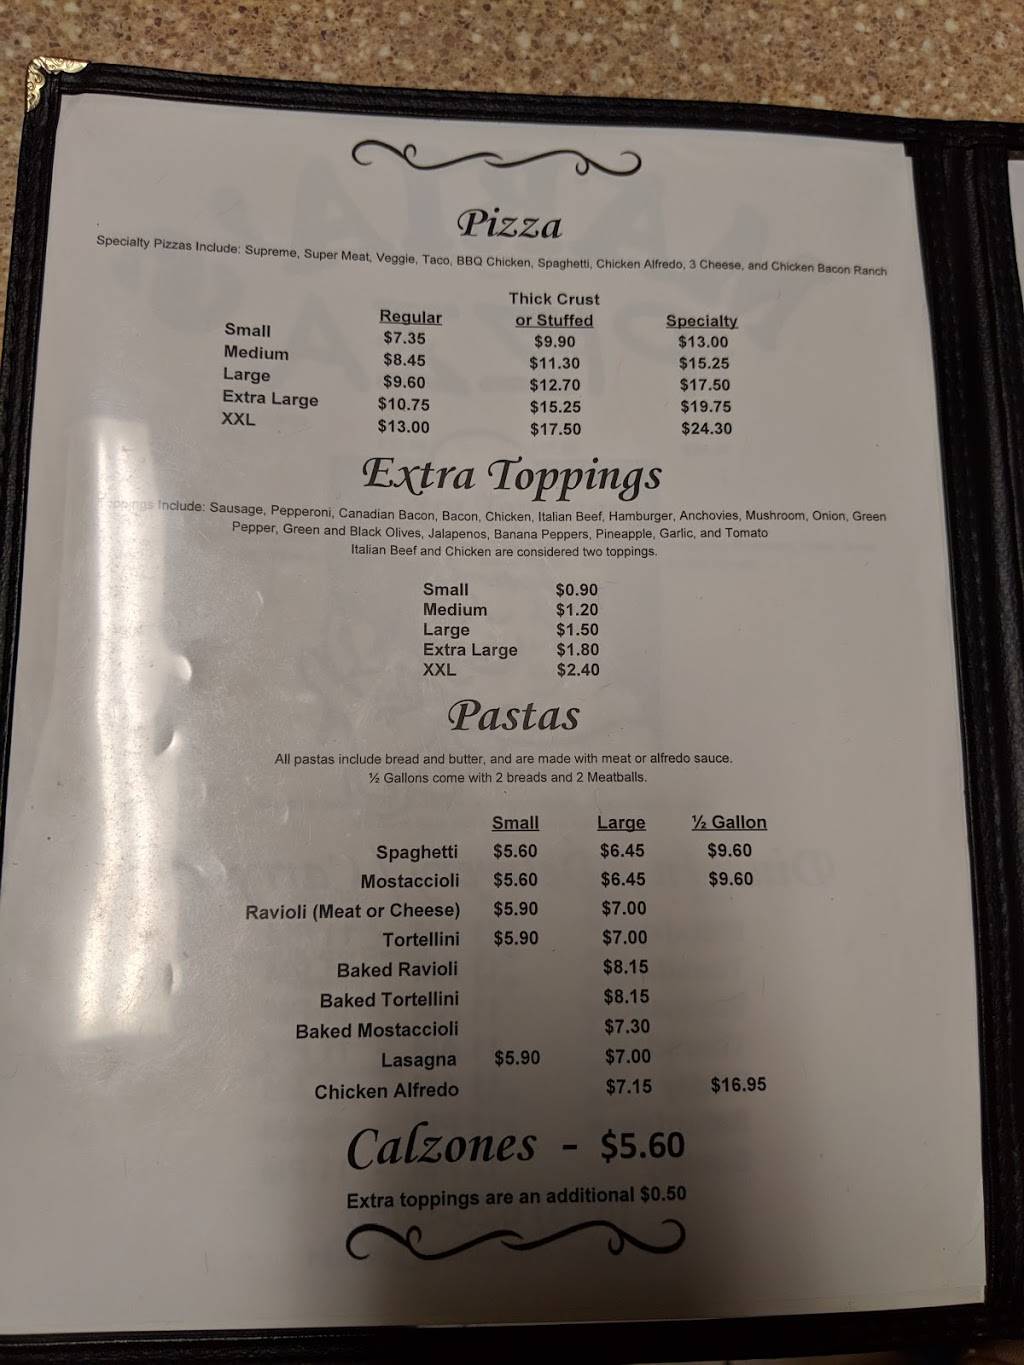 Pizza
Specialty Pizzas Include: Supreme, Super Meat, Veggie, Taco, BBQ Chicken, Spaghetti, Chicken Alfredo, 3 Cheese, and Chicken Bacon Ranch
Thick Crust
Regular or Stuffed Specialty
Small $7.35 $9.90 $13.00
Medium $8.45 $11.30 $15.25
Large $9.60 $12.70 $17.50
Extra Large $10.75 $15.25 $19.75
XXL $13.00 $17.50 $24.30
Extra Toppings
Toppings Include: Sausage, Pepperoni, Canadian Bacon, Bacon, Chicken, Italian Beef, Hamburger, Anchovies, Mushroom, Onion, Green
Pepper, Green and Black Olives, Jalapenos, Banana Peppers, Pineapple, Garlic, and Tomato
Italian Beef and Chicken are considered two toppings.
Small $0.90
Medium $1.20
Large $1.50
Extra Large $1.80
XXL $2.40
Pastas
All pastas include bread and butter, and are made with meat or alfredo sauce.
½ Gallons come with 2 breads and 2 Meatballs.
Small Large ½ Gallon
Spaghetti $5.60 $6.45 $9.60
Mostaccioli $5.60 $6.45 $9.60
Ravioli (Meat or Cheese) $5.90 $7.00
Tortellini $5.90 $7.00
Baked Ravioli $8.15
Baked Tortellini $8.15
Baked Mostaccioli $7.30
Lasagna $5.90 $7.00
Chicken Alfredo $7.15 $16.95
Calzones - $5.60
Extra toppings are an additional $0.50